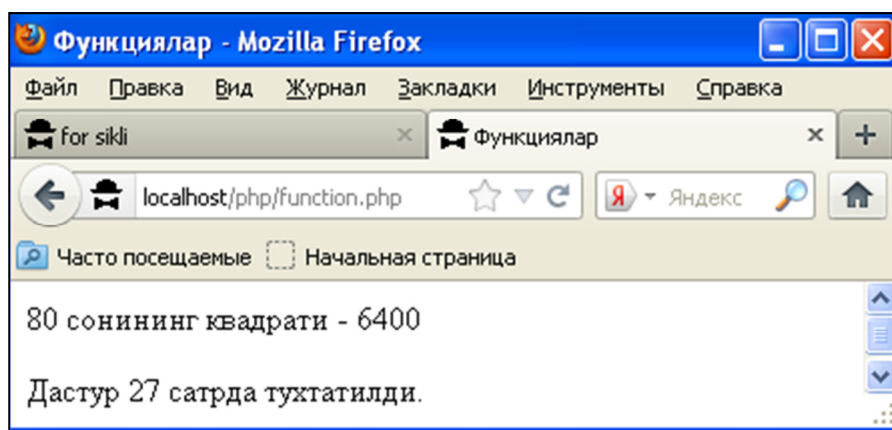 Функциялар - Mozilla Firefox
Файл Правка Вид Журнал Закладки Инструменты Справка
for sikli × Функциялар × +
localhost/php/function.php Я Яндекс
Часто посещаемые Начальная страница
80 сонининг квадрати - 6400
Дастур 27 сатрда тухтатилди.